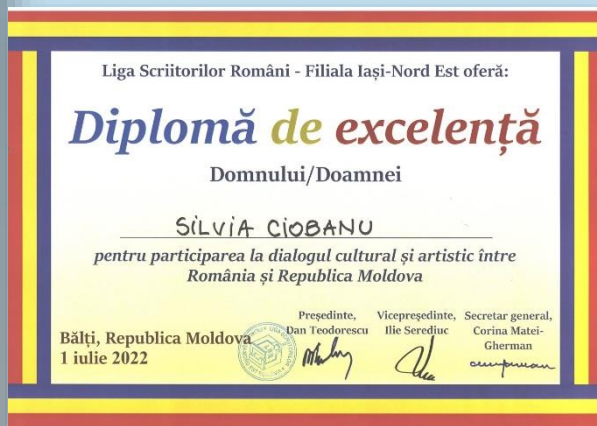 Liga Scriitorilor Români - Filiala Iași-Nord Est oferă:
Diplomă de excelență
Domnului/Doamnei
SILVIA CIOBANU
pentru participarea la dialogul cultural și artistic între
România și Republica Moldova
Bălți, Republica Moldova
1 iulie 2022
Președinte,
Dan Teodorescu
Vicepreședinte,
Ilie Serediuc
Secretar general,
Corina Matei-
Gherman